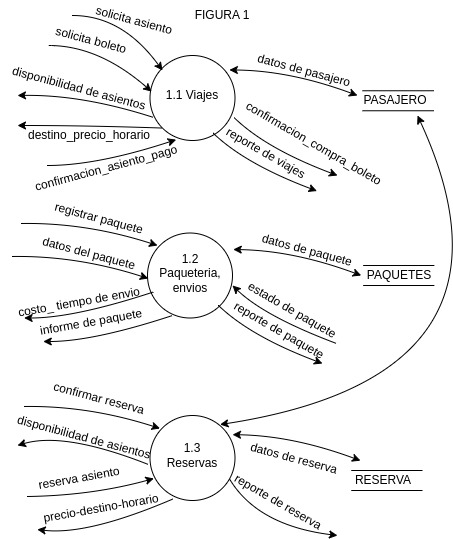 FIGURA 1
solicita asiento
solicita boleto
disponibilidad de asientos
destino_precio_horario
confirmacion_asiento_pago
1.1 Viajes
datos de pasajero
PASAJERO
confirmacion_compra_boleto
reporte de viajes
registrar paquete
datos del paquete
costo_ tiempo de envio
informe de paquete
1.2
Paqueteria,
envios
datos de paquete
PAQUETES
estado de paquete
reporte de paquete
confirmar reserva
disponibilidad de asientos
reserva asiento
precio-destino-horario
1.3
Reservas
datos de reserva
RESERVA
reporte de reserva